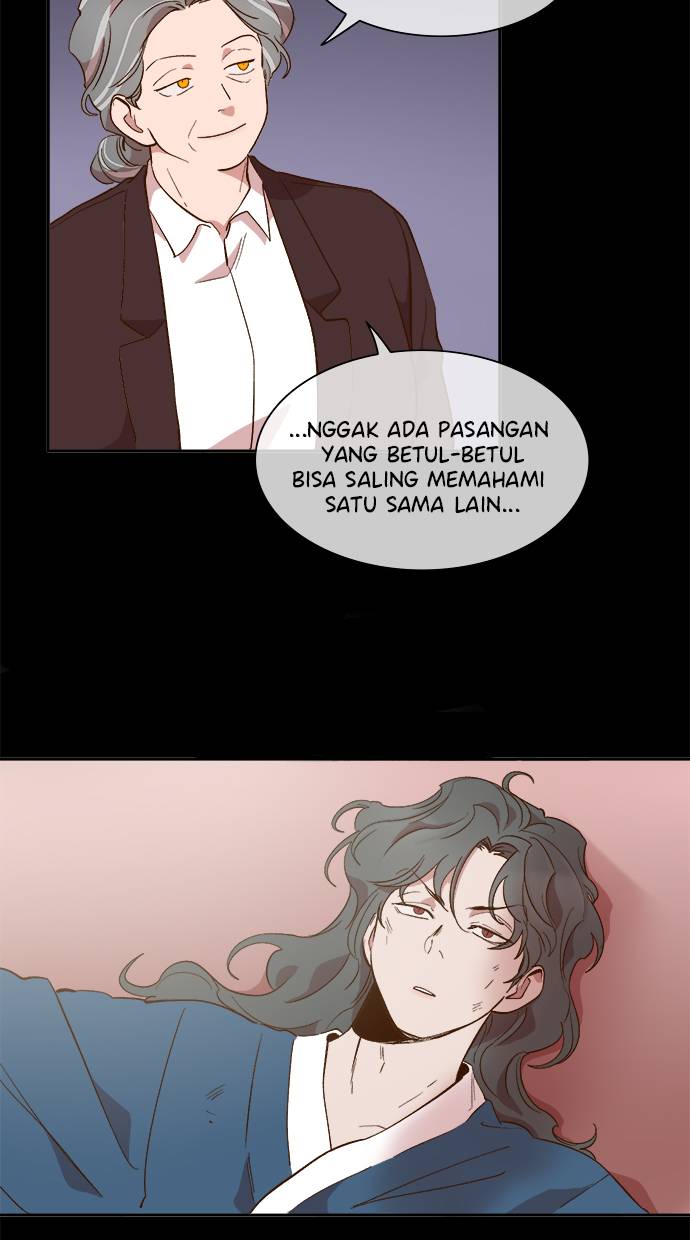 ...NGGAK ADA PASANGAN
YANG BETUL-BETUL
BISA SALING MEMAHAMI
SATU SAMA LAIN...